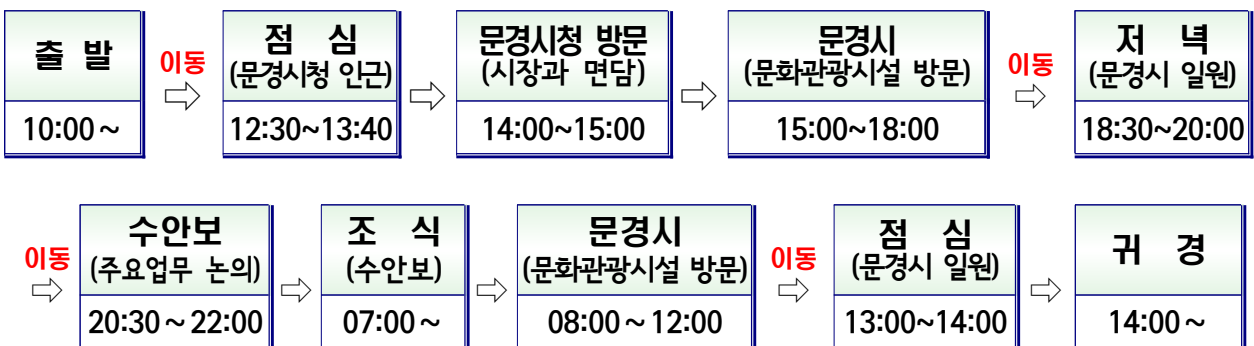 출 발
10:00 ~
이동
점 심
(문경시청 인근)
12:30~13:40
문경시청 방문
(시장과 면담)
14:00~15:00
문경시
(문화관광시설 방문)
15:00~18:00
이동
저 녁
(문경시 일원)
18:30~20:00
이동
수안보
(주요업무 논의)
20:30 ~ 22:00
조 식
(수안보)
07:00 ~
문경시
(문화관광시설 방문)
08:00 ~ 12:00
이동
점 심
(문경시 일원)
13:00~14:00
귀 경
14:00 ~